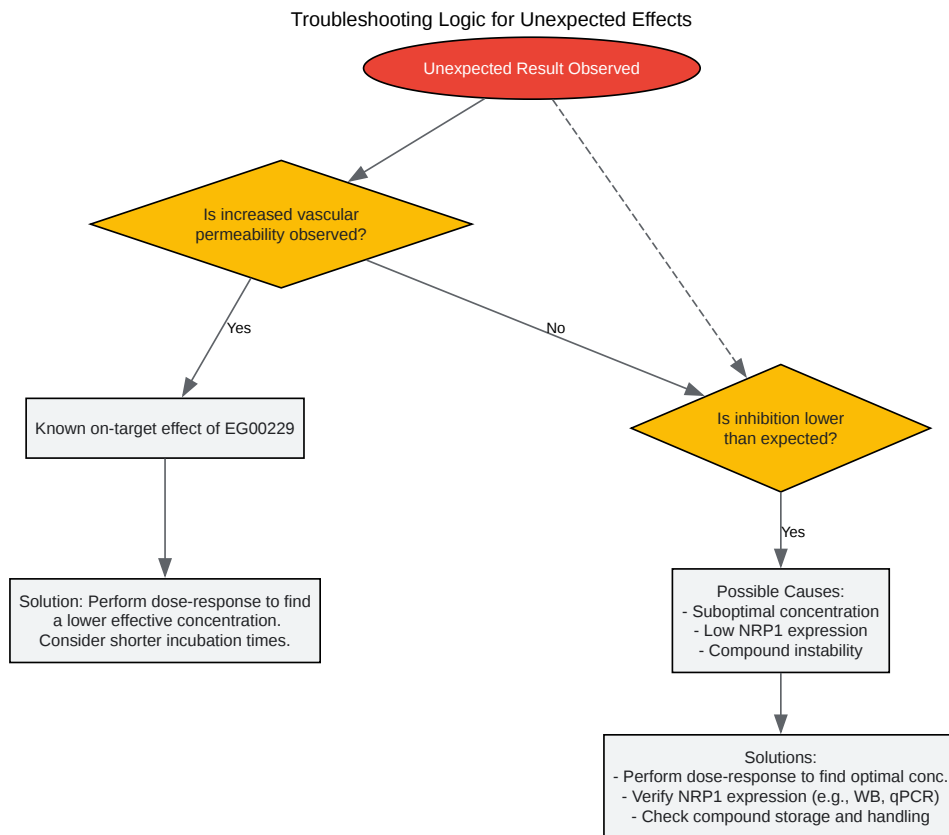 Troubleshooting Logic for Unexpected Effects
Unexpected Result Observed
Is increased vascular
permeability observed?
Yes
No
Known on-target effect of EG00229
Is inhibition lower
than expected?
Yes
Solution: Perform dose-response to find
a lower effective concentration.
Consider shorter incubation times.
Possible Causes:
- Suboptimal concentration
- Low NRP1 expression
- Compound instability
Solutions:
- Perform dose-response to find optimal conc.
- Verify NRP1 expression (e.g., WB, qPCR)
- Check compound storage and handling